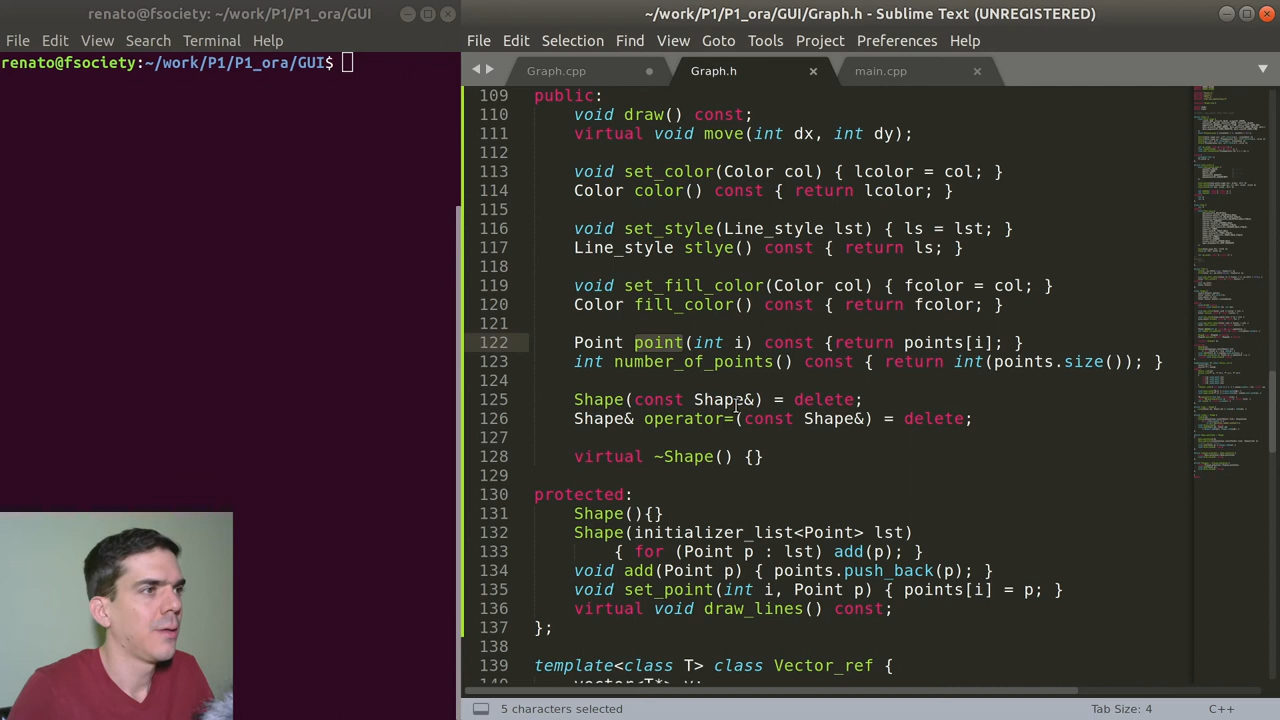 renato@fsociety: ~/work/P1/P1_ora/GUI
File Edit View Search Terminal Help
renato@fsociety:~/work/P1/P1_ora/GUI$
~/work/P1/P1_ora/GUI/Graph.h - Sublime Text (UNREGISTERED)
File Edit Selection Find View Goto Tools Project Preferences Help
Graph.cpp Graph.h main.cpp
109 public:
110 void draw() const;
111 virtual void move(int dx, int dy);
112
113 void set_color(Color col) { lcolor = col; }
114 Color color() const { return lcolor; }
115
116 void set_style(Line_style lst) { ls = lst; }
117 Line_style stlye() const { return ls; }
118
119 void set_fill_color(Color col) { fcolor = col; }
120 Color fill_color() const { return fcolor; }
121
122 Point point(int i) const {return points[i]; }
123 int number_of_points() const { return int(points.size()); }
124
125 Shape(const Shape&) = delete;
126 Shape& operator=(const Shape&) = delete;
127
128 virtual ~Shape() {}
129
130 protected:
131 Shape(){}
132 Shape(initializer_list<Point> lst)
133 { for (Point p : lst) add(p); }
134 void add(Point p) { points.push_back(p); }
135 void set_point(int i, Point p) { points[i] = p; }
136 virtual void draw_lines() const;
137 };
138
139 template<class T> class Vector_ref {
140 vector<T*> v;
5 characters selected Tab Size: 4 C++